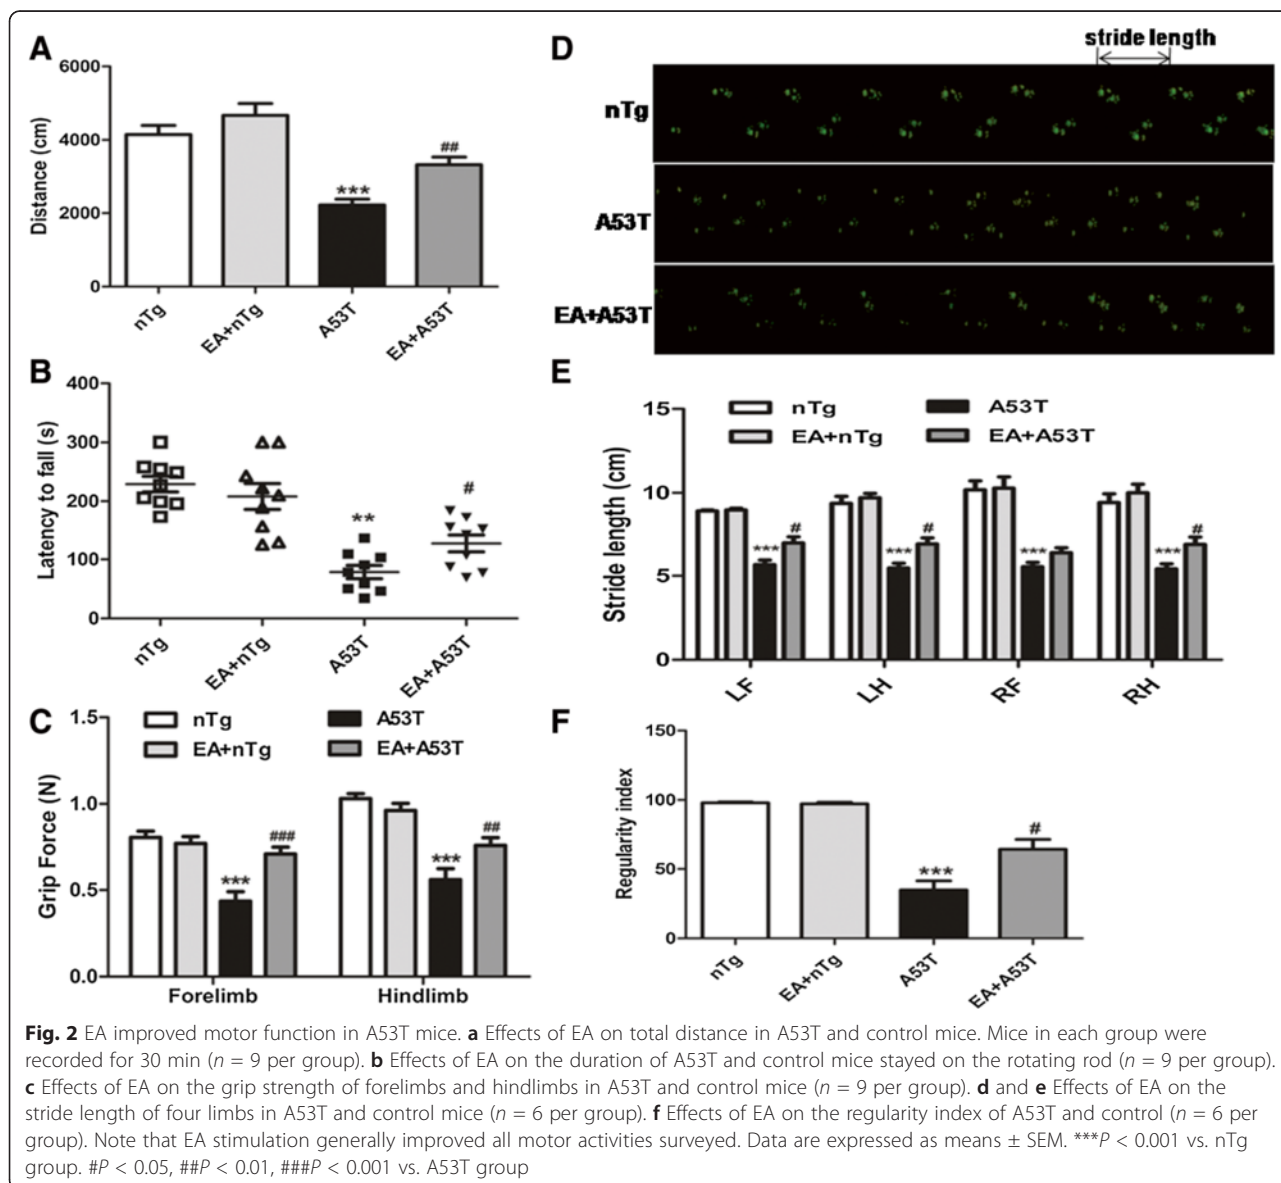 A
6000
4000
2000
0
Distance (cm)
***
##
nTg
EA+nTg
A53T
EA+A53T
B
400
300
200
100
0
Latency to fall (s)
**
#
nTg
EA+nTg
A53T
EA+A53T
C
1.5
1.0
0.5
0.0
Grip Force (N)
nTg
A53T
EA+nTg
EA+A53T
***
###
***
##
Forelimb
Hindlimb
D
stride length
nTg
A53T
EA+A53T
E
15
10
5
0
Stride length (cm)
nTg
A53T
EA+nTg
EA+A53T
***
#
***
#
***
***
#
LF
LH
RF
RH
F
150
100
50
0
Regularity index
***
#
nTg
EA+nTg
A53T
EA+A53T
Fig. 2 EA improved motor function in A53T mice. a Effects of EA on total distance in A53T and control mice. Mice in each group were
recorded for 30 min (n = 9 per group). b Effects of EA on the duration of A53T and control mice stayed on the rotating rod (n = 9 per group).
c Effects of EA on the grip strength of forelimbs and hindlimbs in A53T and control mice (n = 9 per group). d and e Effects of EA on the
stride length of four limbs in A53T and control mice (n = 6 per group). f Effects of EA on the regularity index of A53T and control (n = 6 per
group). Note that EA stimulation generally improved all motor activities surveyed. Data are expressed as means ± SEM. ***P < 0.001 vs. nTg
group. #P < 0.05, ##P < 0.01, ###P < 0.001 vs. A53T group